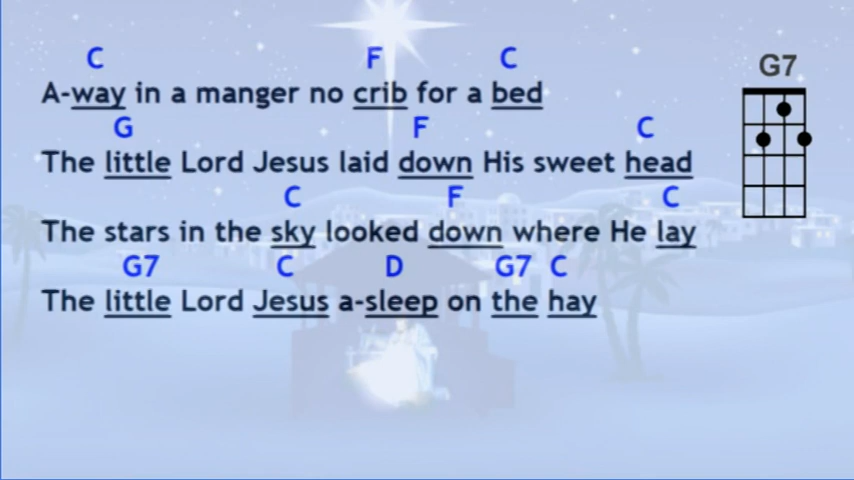 C F C
G7
A-way in a manger no crib for a bed
G F C
The little Lord Jesus laid down His sweet head
C F C
The stars in the sky looked down where He lay
G7 C D G7 C
The little Lord Jesus a-sleep on the hay